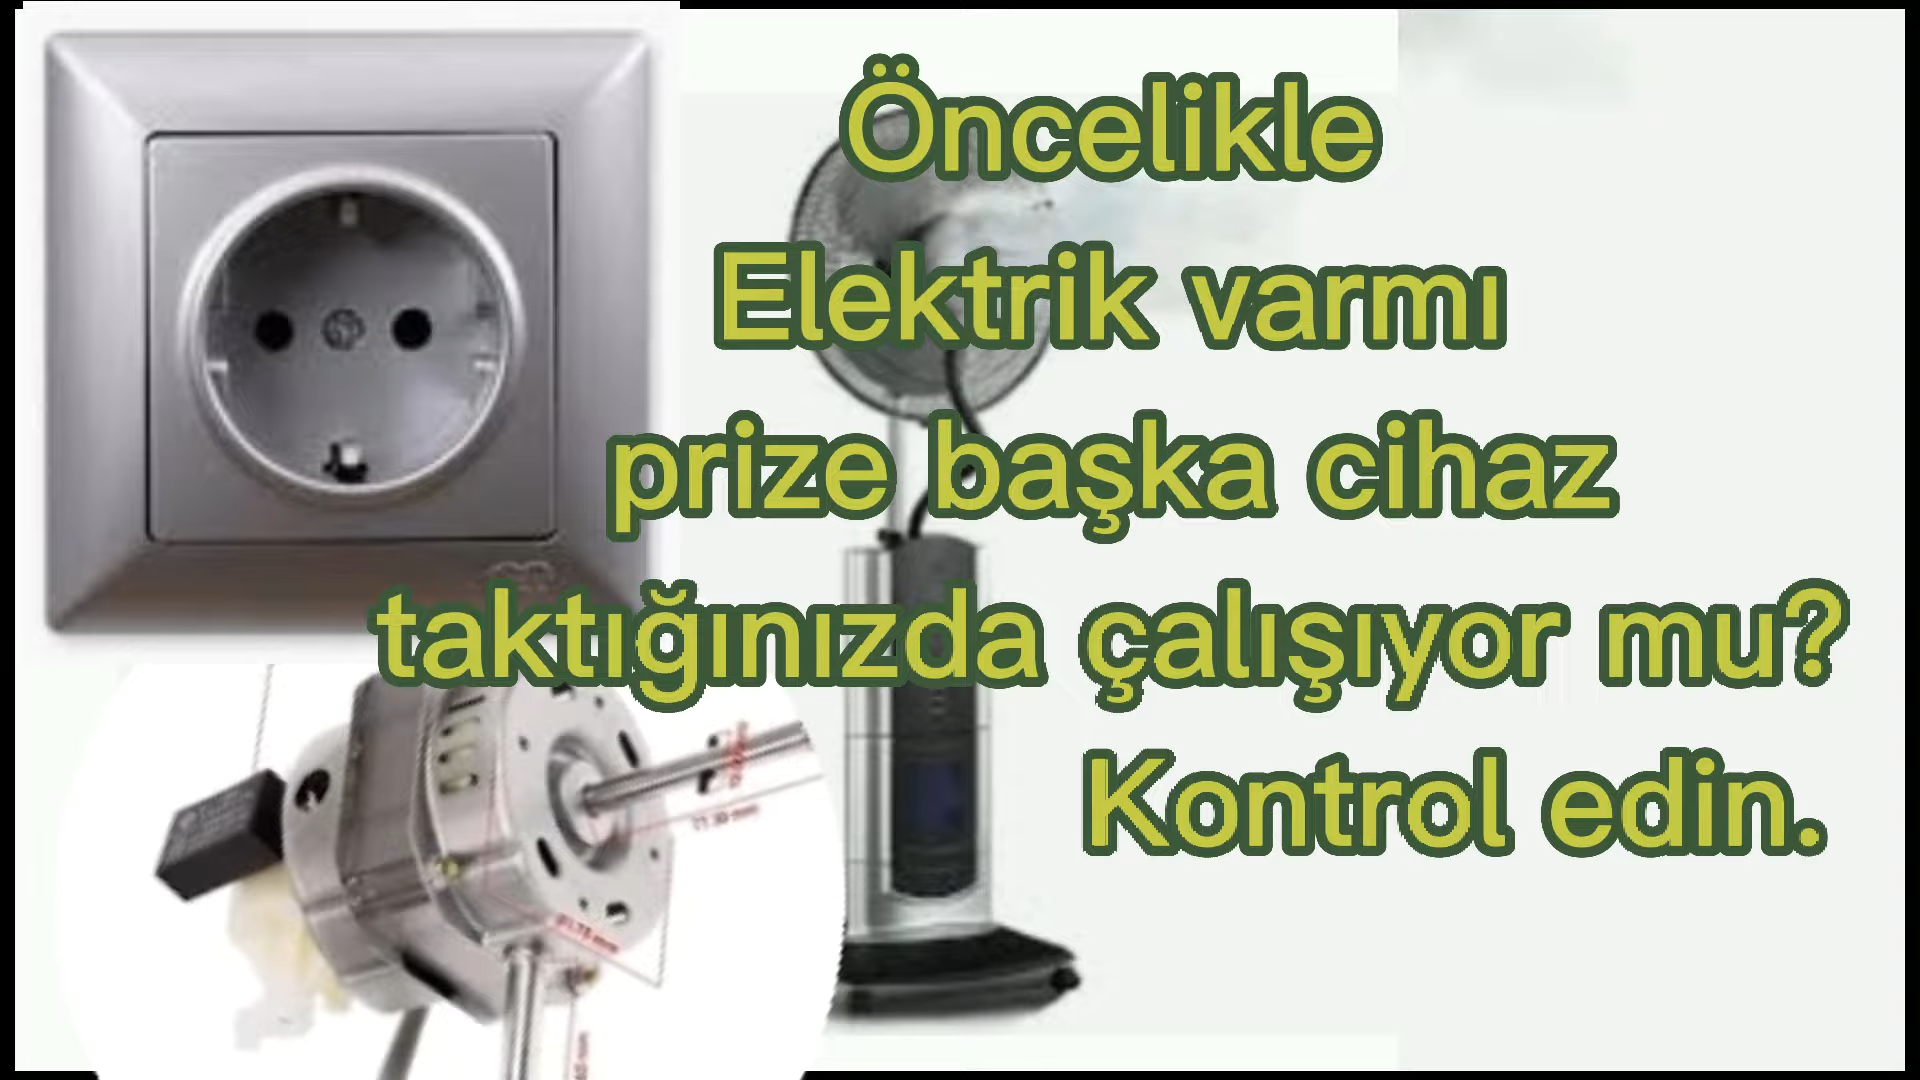 Öncelikle
Elektrik varmı
prize başka cihaz
taktığınızda çalışıyor mu?
Kontrol edin.